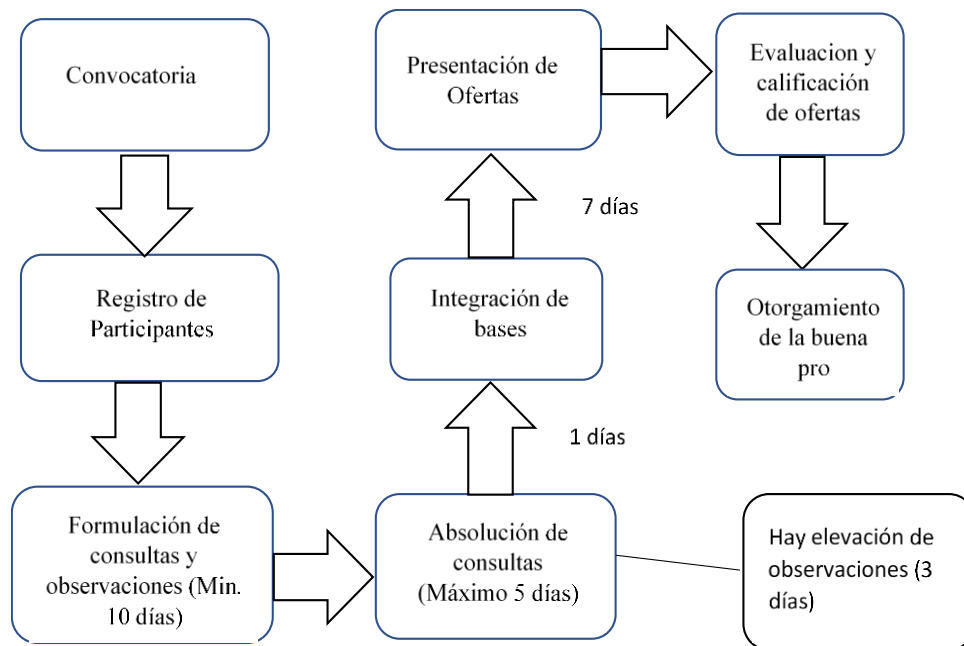 Convocatoria
Registro de
Participantes
Formulación de
consultas y
observaciones (Min.
10 días)
Absolución de
consultas
(Máximo 5 días)
Hay elevación de
observaciones (3
días)
1 días
Integración de
bases
7 días
Presentación de
Ofertas
Evaluacion y
calificación
de ofertas
Otorgamiento
de la buena
pro